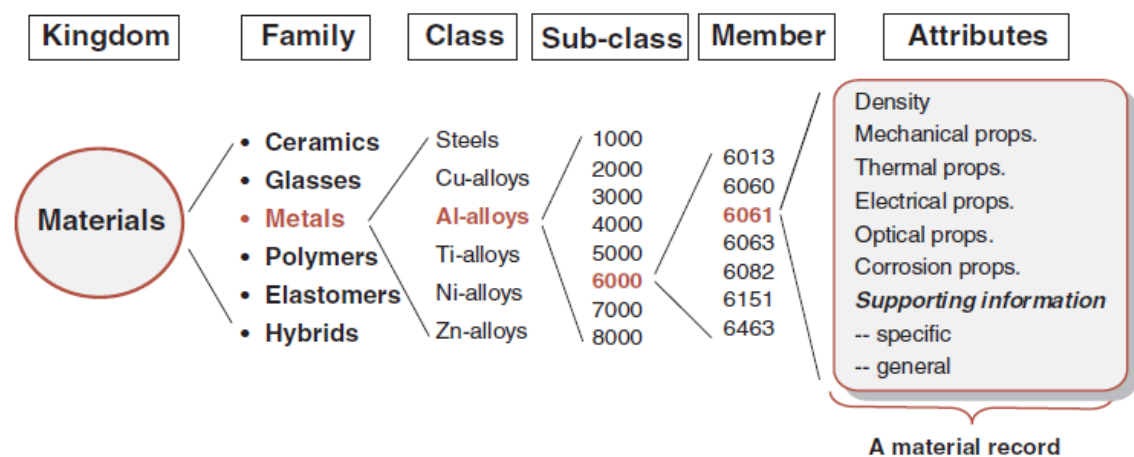 Kingdom
Family
Class
Sub-class
Member
Attributes
Materials
• Ceramics
• Glasses
• Metals
• Polymers
• Elastomers
• Hybrids
Steels
Cu-alloys
Al-alloys
Ti-alloys
Ni-alloys
Zn-alloys
1000
2000
3000
4000
5000
6000
7000
8000
6013
6060
6061
6063
6082
6151
6463
Density
Mechanical props.
Thermal props.
Electrical props.
Optical props.
Corrosion props.
Supporting information
-- specific
-- general
A material record